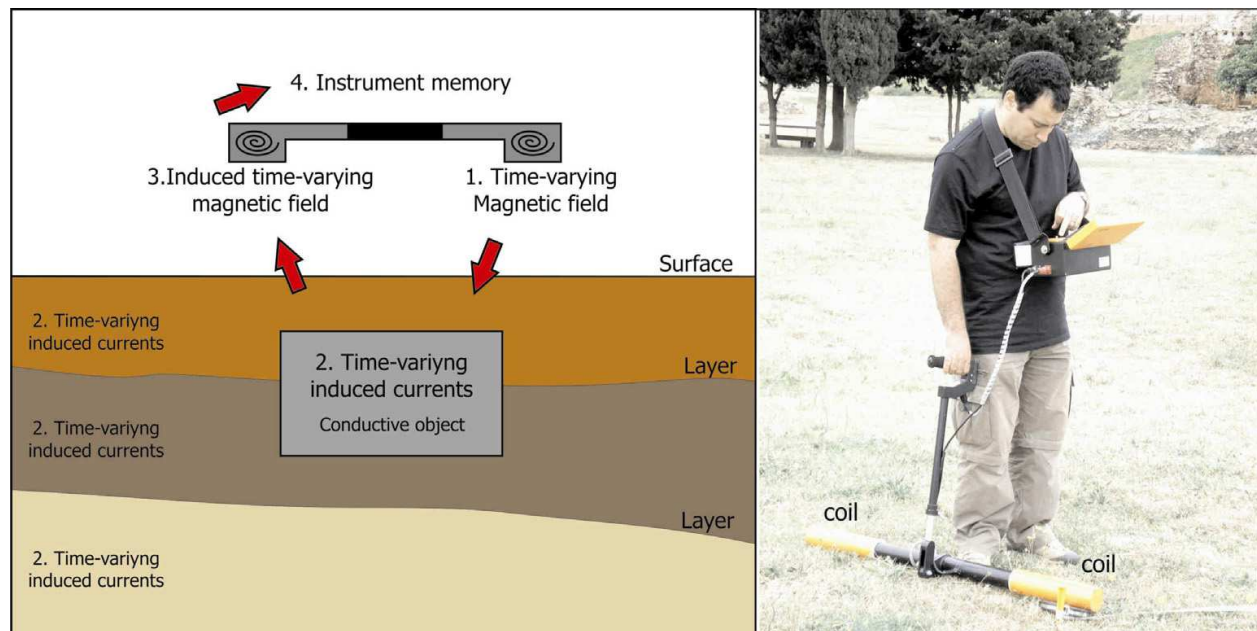 4. Instrument memory
3.Induced time-varying
magnetic field
1. Time-varying
Magnetic field
Surface
2. Time-variyng
induced currents
Layer
2. Time-variyng
induced currents
Conductive object
2. Time-variyng
induced currents
Layer
2. Time-variyng
induced currents
coil
coil